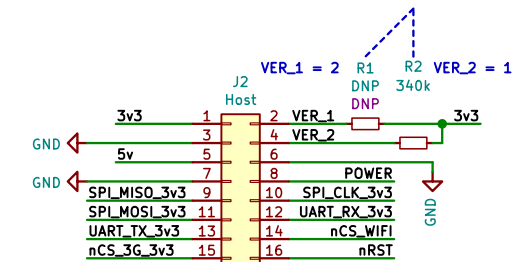 VER_1 = 2
R1
DNP
DNP
R2
340k
VER_2 = 1
J2
Host
3v3 1 2 VER_1 3v3
GND 3 4 VER_2
5v 5 6
GND 7 8 POWER
SPI_MISO_3v3 9 10 SPI_CLK_3v3
GND
SPI_MOSI_3v3 11 12 UART_RX_3v3
UART_TX_3v3 13 14 nCS_WIFI
nCS_3G_3v3 15 16 nRST